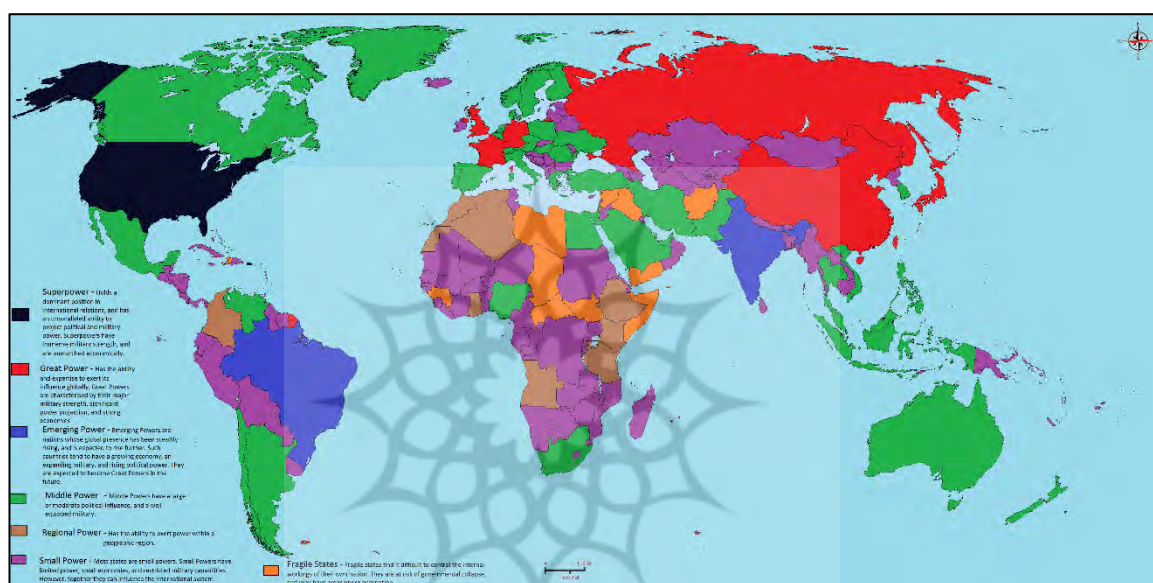 Superpower – Holds a
dominant position in
international relations, and has
an unrivalled ability to
project political and military
power. Superpowers have
immense military strength, and
are unmatched economically.
Great Power – Has the ability
and expertise to exert its
influence globally. Great Powers
are characterised by their major
military strength, significant
power projection, and strong
economies
Emerging Power – Emerging Powers are
nations whose global presence has been steadily
rising, and is expected to rise further. Such
countries tend to have a growing economy, an
expanding military, and rising political power. They
are expected to become Great Powers in the
future.
Middle Power – Middle Powers have a large
or moderate political influence, and a well
equipped military.
Regional Power – Has the ability to exert power within a
geographic region.
Small Power – Most states are small powers. Small Powers have
limited power, small economies, and restricted military capabilities.
However, together they can influence the international system.
Fragile States – Fragile states find it difficult to control the internal
workings of their own nation. They are at risk of governmental collapse,